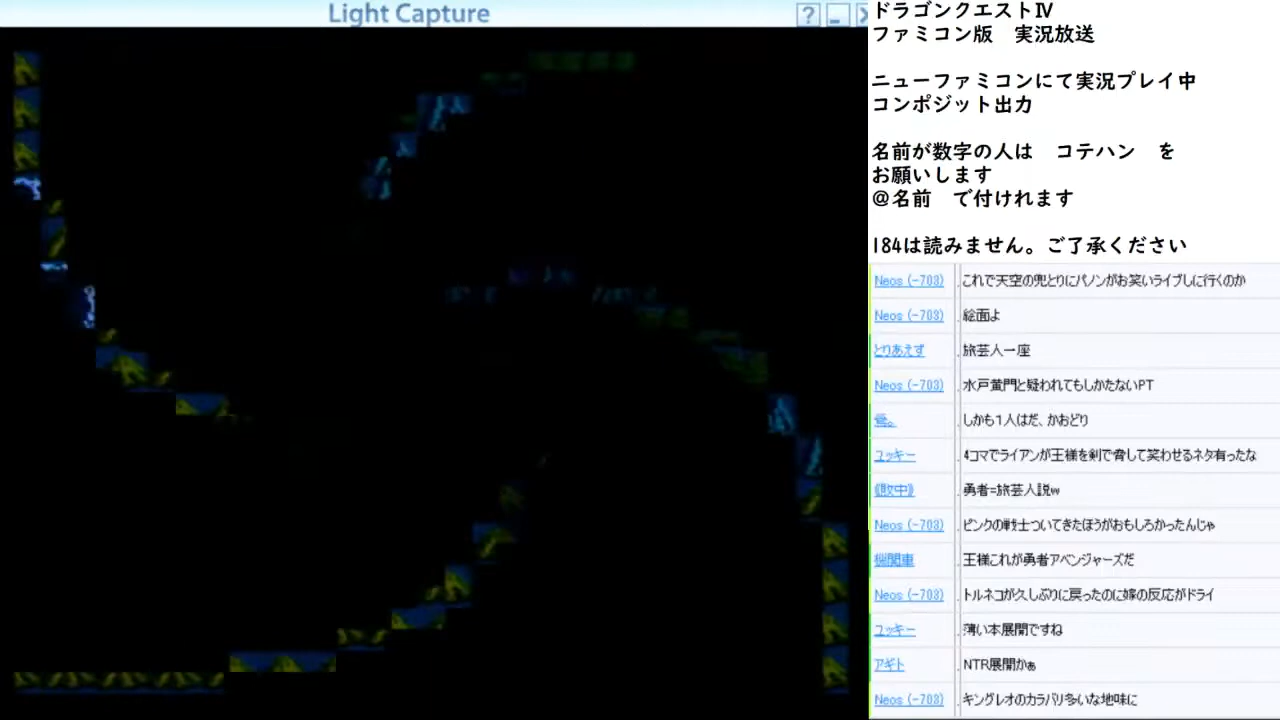 Light Capture
ドラゴンクエストⅣ
ファミコン版　実況放送
ニューファミコンにて実況プレイ中
コンポジット出力
名前が数字の人は　コテハン　を
お願いします
@名前　で付けれます
184は読みません。ご了承ください
Neos (-703) これで天空の兜とりにパノンがお笑いライブしに行くのか
Neos (-703) 絵面よ
とりあえず 旅芸人一座
Neos (-703) 水戸黄門と疑われてもしかたないPT
しかも1人はだ、かおどり
ユッキー 4コマでライアンが王様を剣で脅して笑わせるネタ有ったな
勇者=旅芸人説w
Neos (-703) ピンクの戦士ついてきたほうがおもしろかったんじゃ
機関車 王様これが勇者アベンジャーズだ
Neos (-703) トルネコが久しぶりに戻ったのに嫁の反応がドライ
ユッキー 薄い本展開ですね
アギト NTR展開かぁ
Neos (-703) キングレオのカラバリ多いな地味に